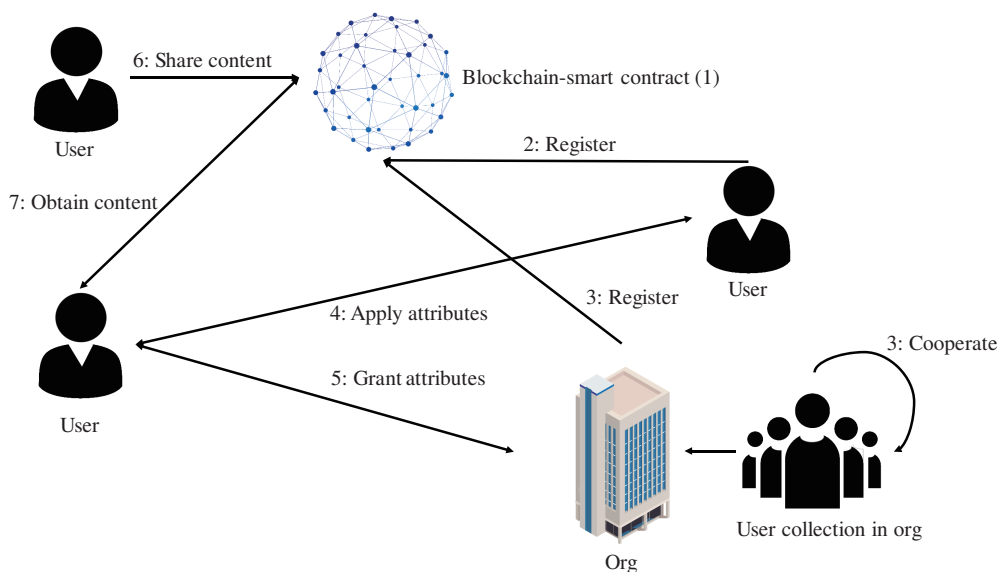 6: Share content
Blockchain-smart contract (1)
User
2: Register
7: Obtain content
User
3: Register
4: Apply attributes
3: Cooperate
5: Grant attributes
User
User collection in org
Org